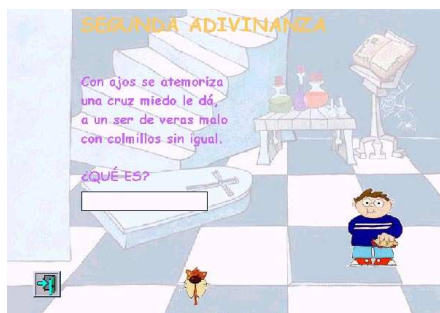 SEGUNDA ADIVINANZA
Con ajos se atemoriza
una cruz miedo le dá,
a un ser de veras malo
con colmillos sin igual.
¿QUÉ ES?